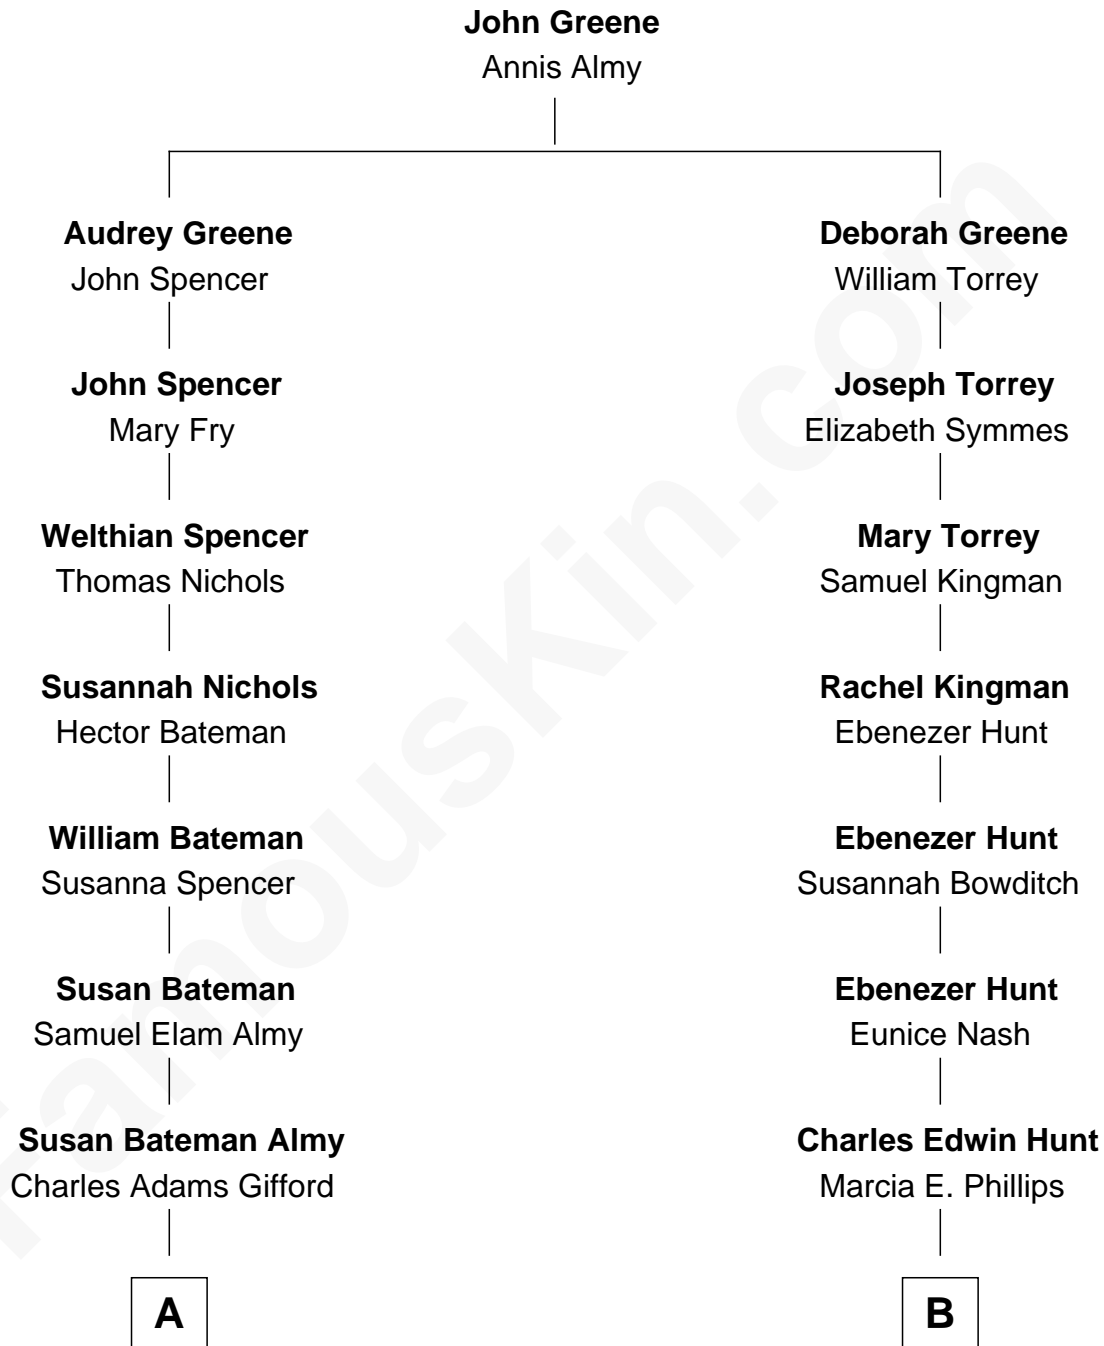 John Greene
Annis Almy
Audrey Greene
John Spencer
Deborah Greene
William Torrey
John Spencer
Mary Fry
Joseph Torrey
Elizabeth Symmes
Welthian Spencer
Thomas Nichols
Mary Torrey
Samuel Kingman
Susannah Nichols
Hector Bateman
Rachel Kingman
Ebenezer Hunt
William Bateman
Susanna Spencer
Ebenezer Hunt
Susannah Bowditch
Susan Bateman
Samuel Elam Almy
Ebenezer Hunt
Eunice Nash
Susan Bateman Almy
Charles Adams Gifford
Charles Edwin Hunt
Marcia E. Phillips
A
B
FamousKin.com